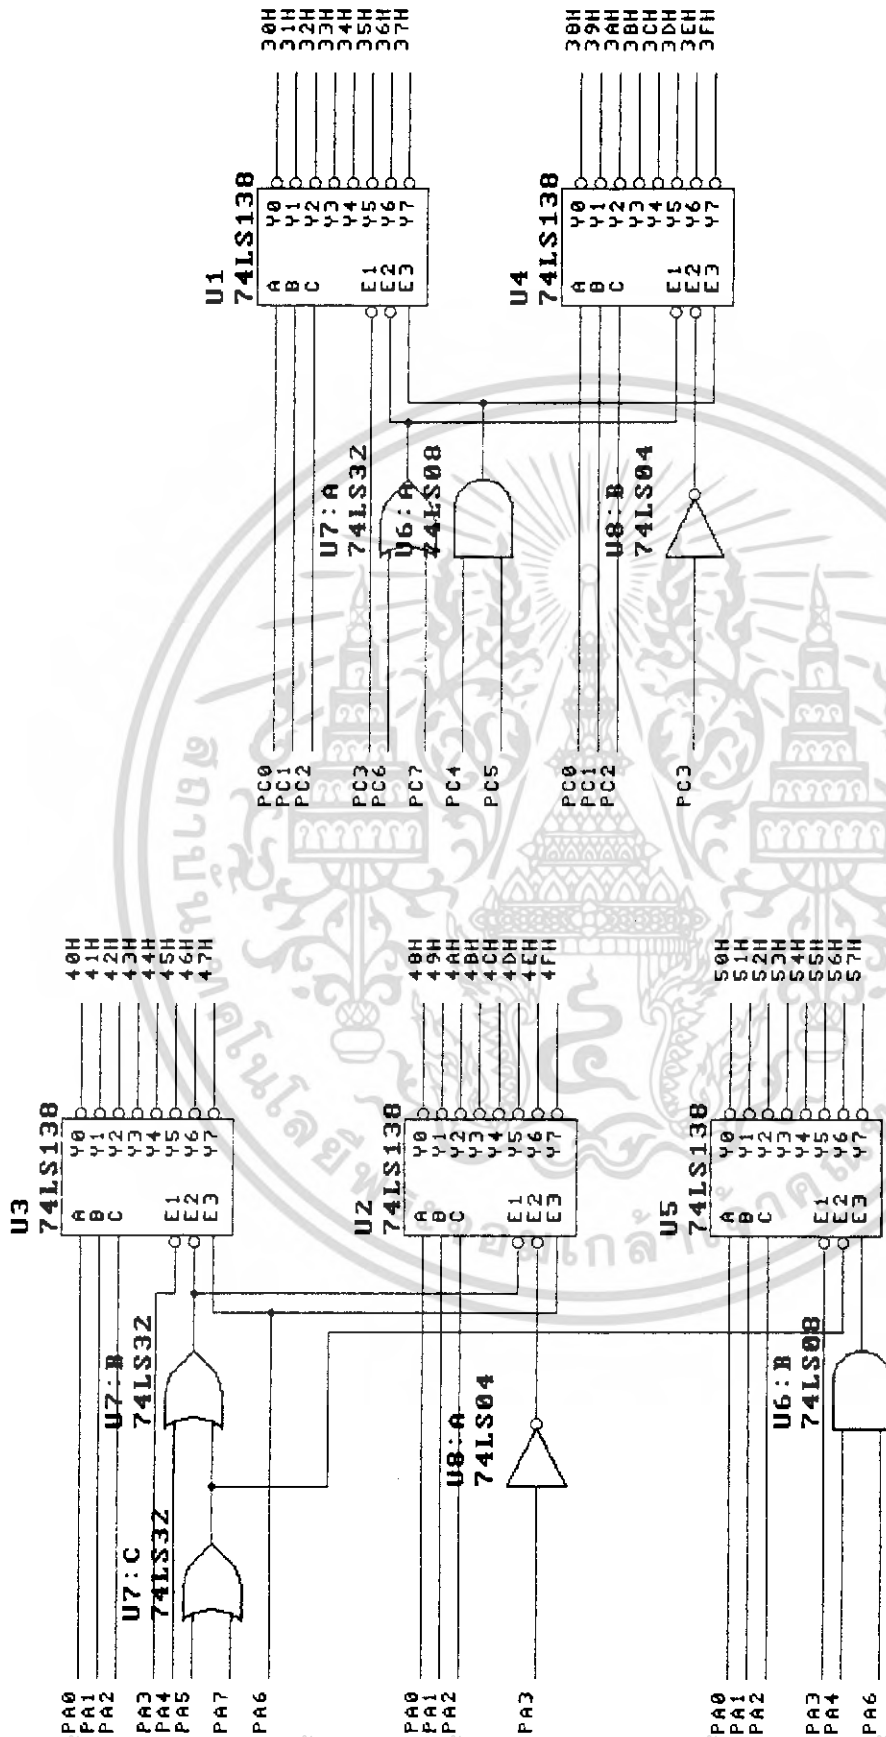 U3
74LS138
PA0
PA1
PA2
PA3
PA4
PA5
PA7
PA6
U7:C
74LS32
U7:B
74LS32
A
B
C
E1
E2
E3
Y0
Y1
Y2
Y3
Y4
Y5
Y6
Y7
40H
41H
42H
43H
44H
45H
46H
47H
U2
74LS138
PA0
PA1
PA2
PA3
U8:A
74LS04
A
B
C
E1
E2
E3
Y0
Y1
Y2
Y3
Y4
Y5
Y6
Y7
48H
49H
4AH
4BH
4CH
4DH
4EH
4FH
U5
74LS138
PA0
PA1
PA2
PA3
PA4
PA6
U6:B
74LS08
A
B
C
E1
E2
E3
Y0
Y1
Y2
Y3
Y4
Y5
Y6
Y7
50H
51H
52H
53H
54H
55H
56H
57H
U1
74LS138
PC0
PC1
PC2
PC3
PC6
PC7
PC4
PC5
U7:A
74LS32
U6:A
74LS08
A
B
C
E1
E2
E3
Y0
Y1
Y2
Y3
Y4
Y5
Y6
Y7
30H
31H
32H
33H
34H
35H
36H
37H
U4
74LS138
PC0
PC1
PC2
PC3
U8:B
74LS04
A
B
C
E1
E2
E3
Y0
Y1
Y2
Y3
Y4
Y5
Y6
Y7
38H
39H
3AH
3BH
3CH
3DH
3EH
3FH